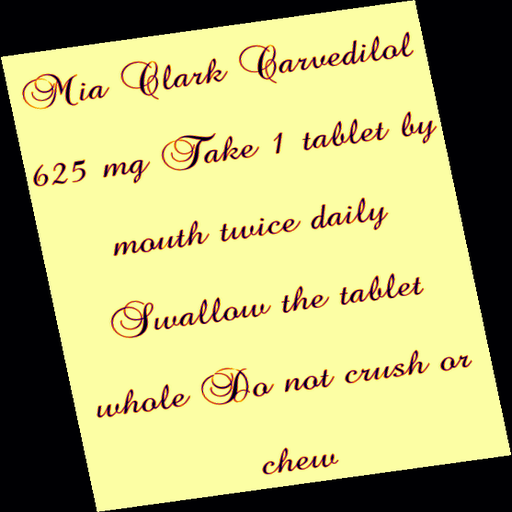 Mia Clark Carvedilol
625 mg Take 1 tablet by
mouth twice daily
Swallow the tablet
whole Do not crush or
chew